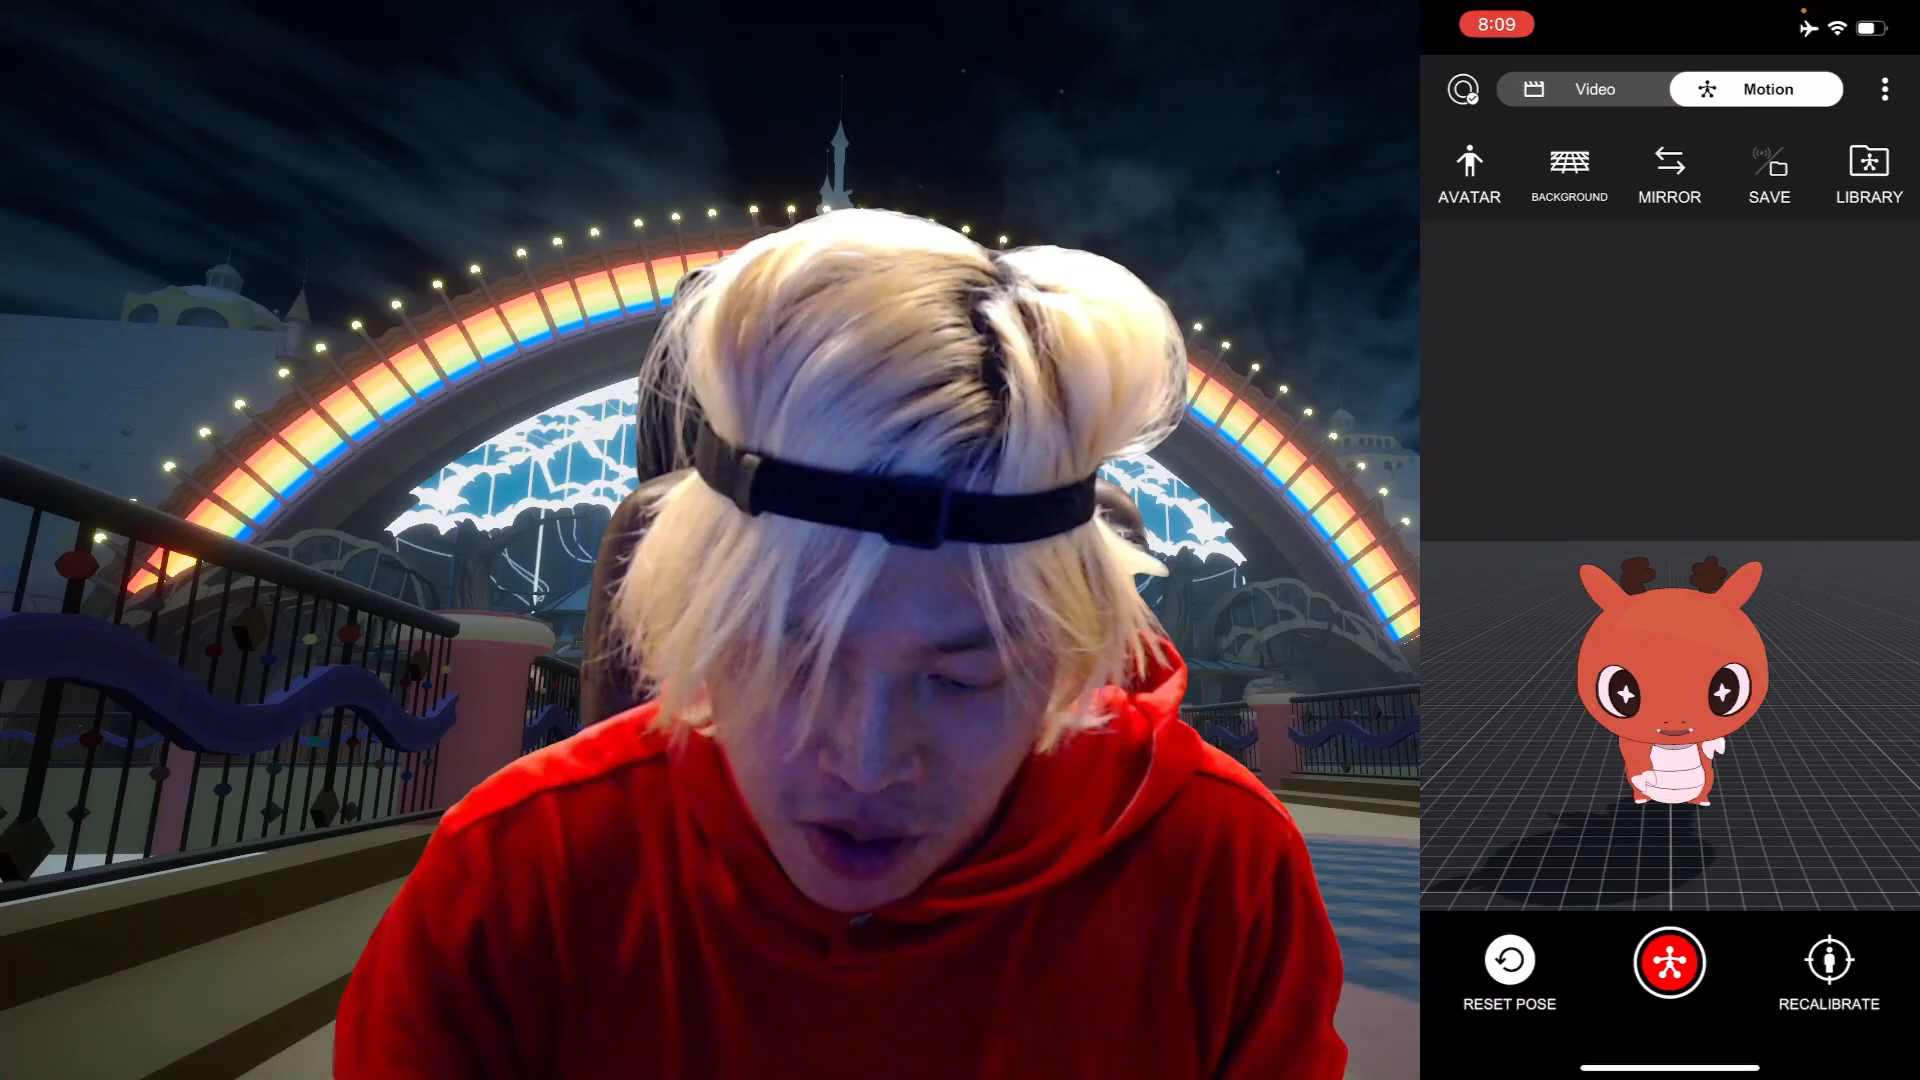 8:09
Video
Motion
AVATAR
BACKGROUND
MIRROR
SAVE
LIBRARY
RESET POSE
RECALIBRATE